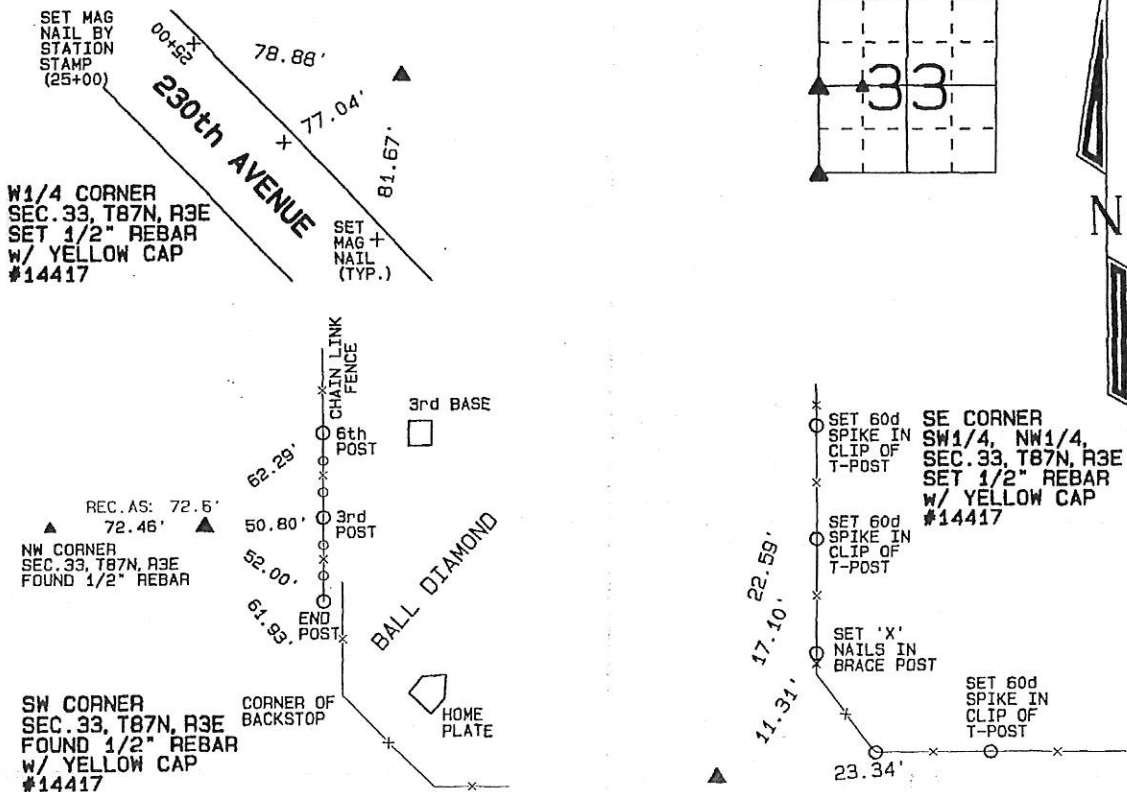 SET MAG
NAIL BY
STATION
STAMP
(25+00)
25+00
78.88'
77.04'
81.67'
230th AVENUE
SET
MAG
NAIL
(TYP.)
W1/4 CORNER
SEC.33, T87N, R3E
SET 1/2" REBAR
w/ YELLOW CAP
#14417
33
N
CHAIN LINK
FENCE
3rd BASE
6th
POST
62.29'
REC.AS: 72.6'
72.46'
50.80'
3rd
POST
NW CORNER
SEC.33, T87N, R3E
FOUND 1/2" REBAR
52.00'
61.93'
END
POST
BALL DIAMOND
SW CORNER
SEC.33, T87N, R3E
FOUND 1/2" REBAR
w/ YELLOW CAP
#14417
CORNER OF
BACKSTOP
HOME
PLATE
SET 60d
SPIKE IN
CLIP OF
T-POST
SE CORNER
SW1/4, NW1/4,
SEC.33, T87N, R3E
SET 1/2" REBAR
w/ YELLOW CAP
#14417
SET 60d
SPIKE IN
CLIP OF
T-POST
22.59'
17.10'
11.31'
SET 'X'
NAILS IN
BRACE POST
SET 60d
SPIKE IN
CLIP OF
T-POST
23.34'